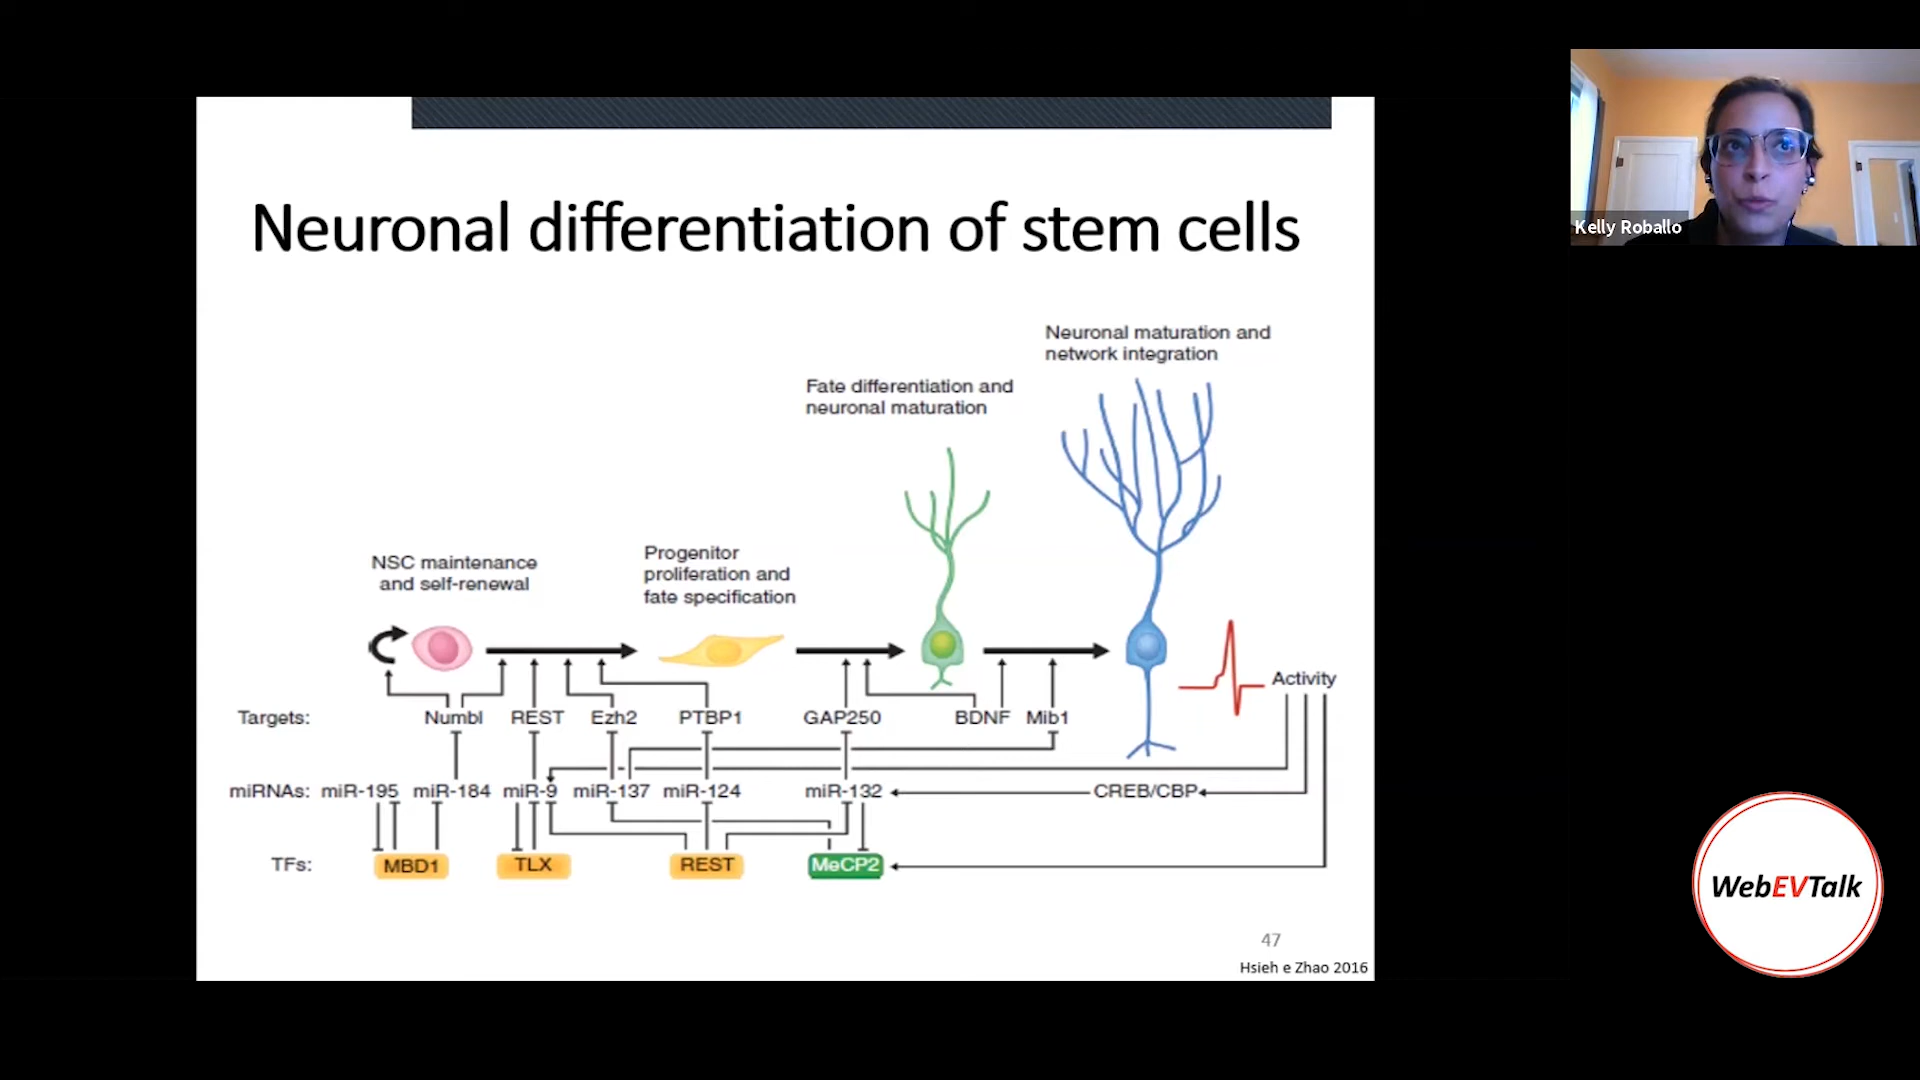 Kelly Roballo
Neuronal differentiation of stem cells
Neuronal maturation and
network integration
Fate differentiation and
neuronal maturation
NSC maintenance
and self-renewal
Progenitor
proliferation and
fate specification
Activity
Targets: Numbl REST Ezh2 PTBP1 GAP250 BDNF Mib1
miRNAs: miR-195 miR-184 miR-9 miR-137 miR-124 miR-132 CREB/CBP
TFs: MBD1 TLX REST MeCP2
WebEVTalk
47
Hsieh e Zhao 2016